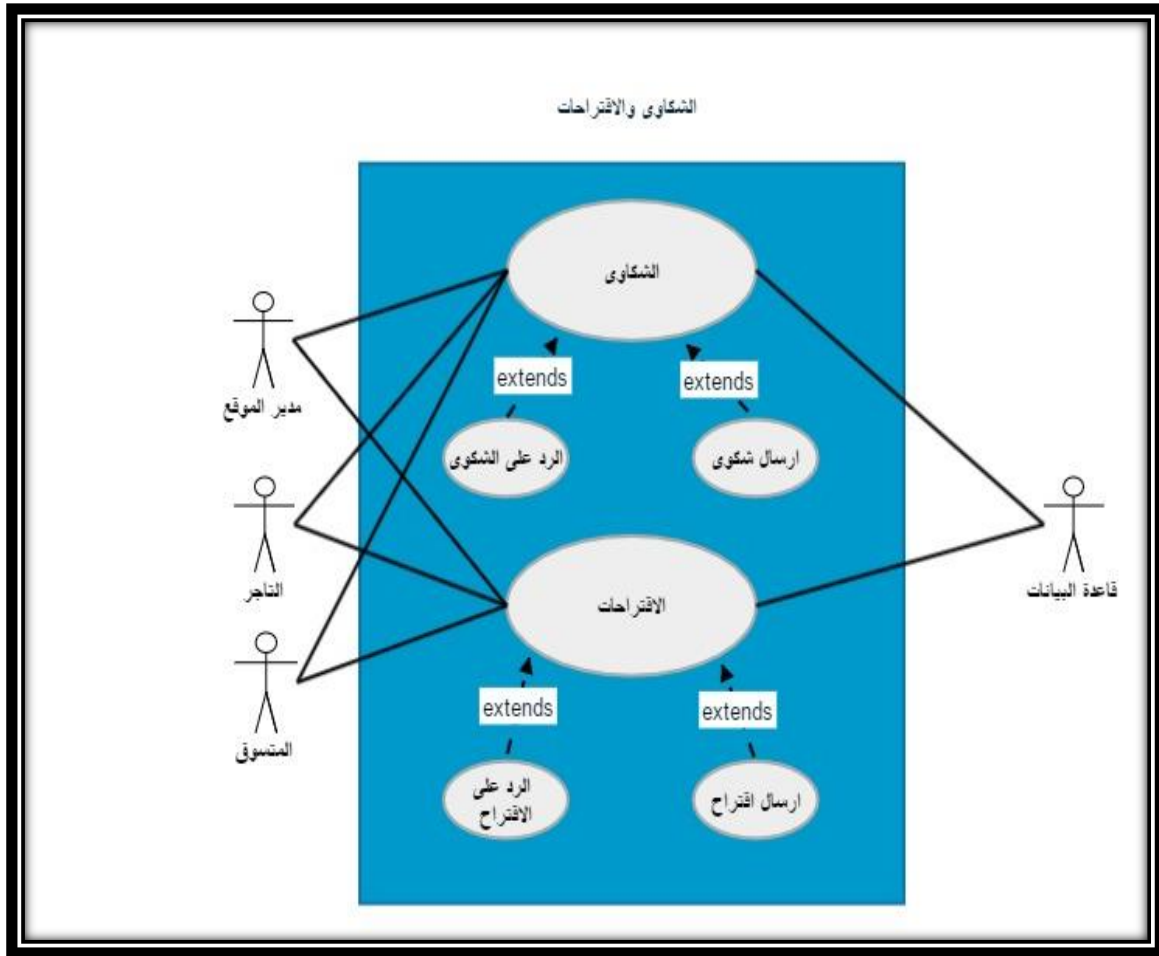 الشكاوى والاقتراحات
الشكاوى
extends
extends
مدير الموقع
الرد على الشكوى
ارسال شكوى
التاجر
قاعدة البيانات
الاقتراحات
المتسوق
extends
extends
الرد على
الاقتراح
ارسال اقتراح